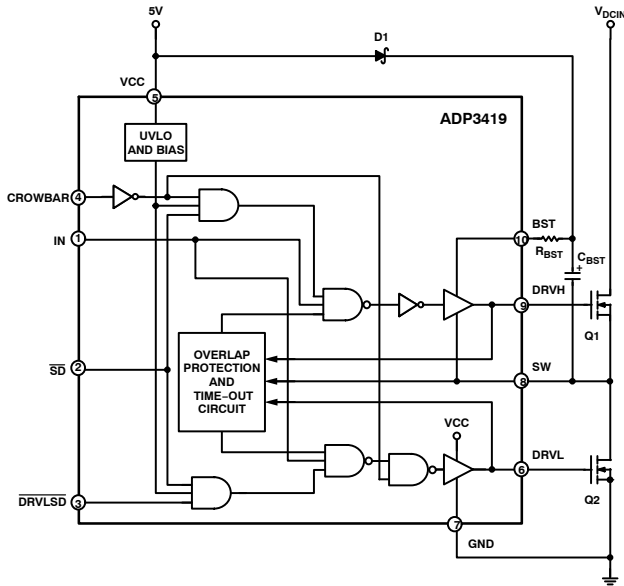 5V
D1
VDCIN
VCC
5
ADP3419
UVLO
AND BIAS
CROWBAR
4
IN
1
BST
10
RBST
CBST
+
DRVH
9
Q1
OVERLAP
PROTECTION
AND
TIME−OUT
CIRCUIT
SD
2
SW
8
VCC
DRVL
6
Q2
DRVLSD
3
7
GND